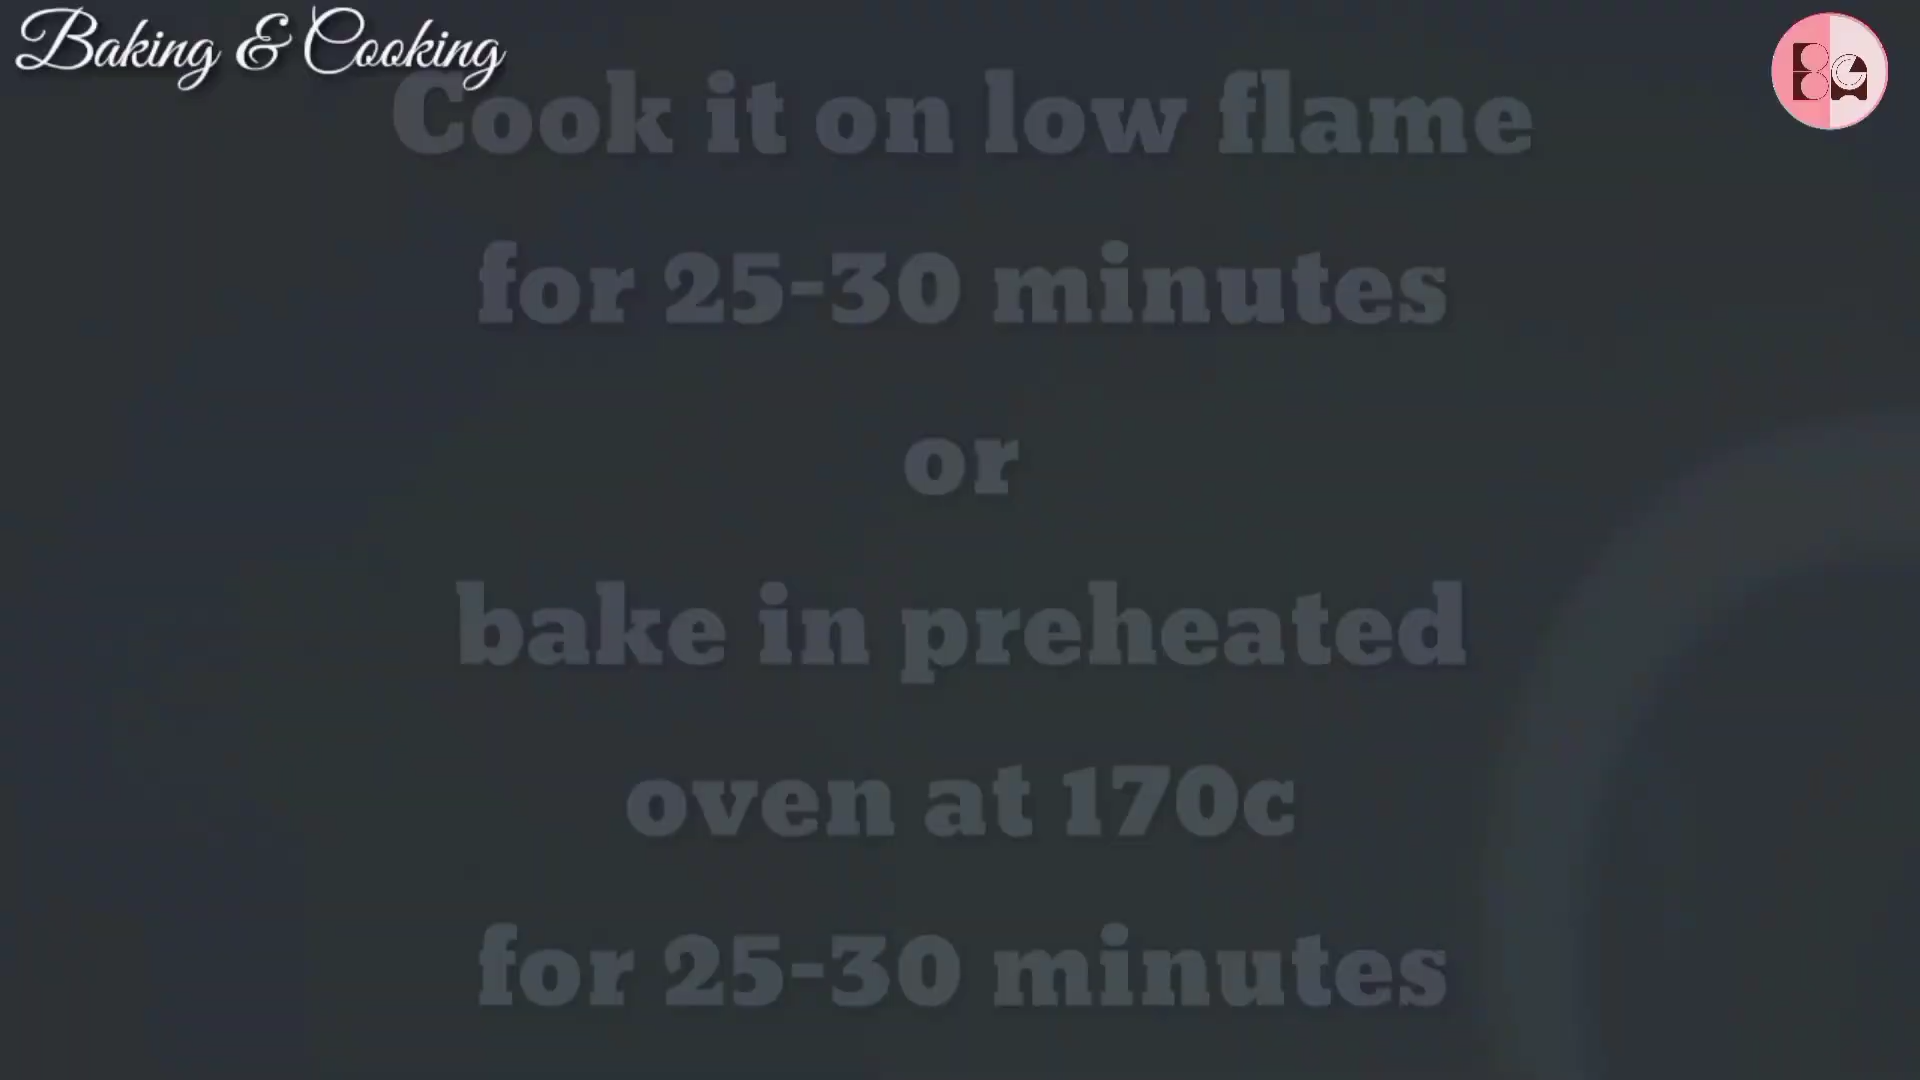 Baking & Cooking
Cook it on low flame
for 25-30 minutes
or
bake in preheated
oven at 170c
for 25-30 minutes